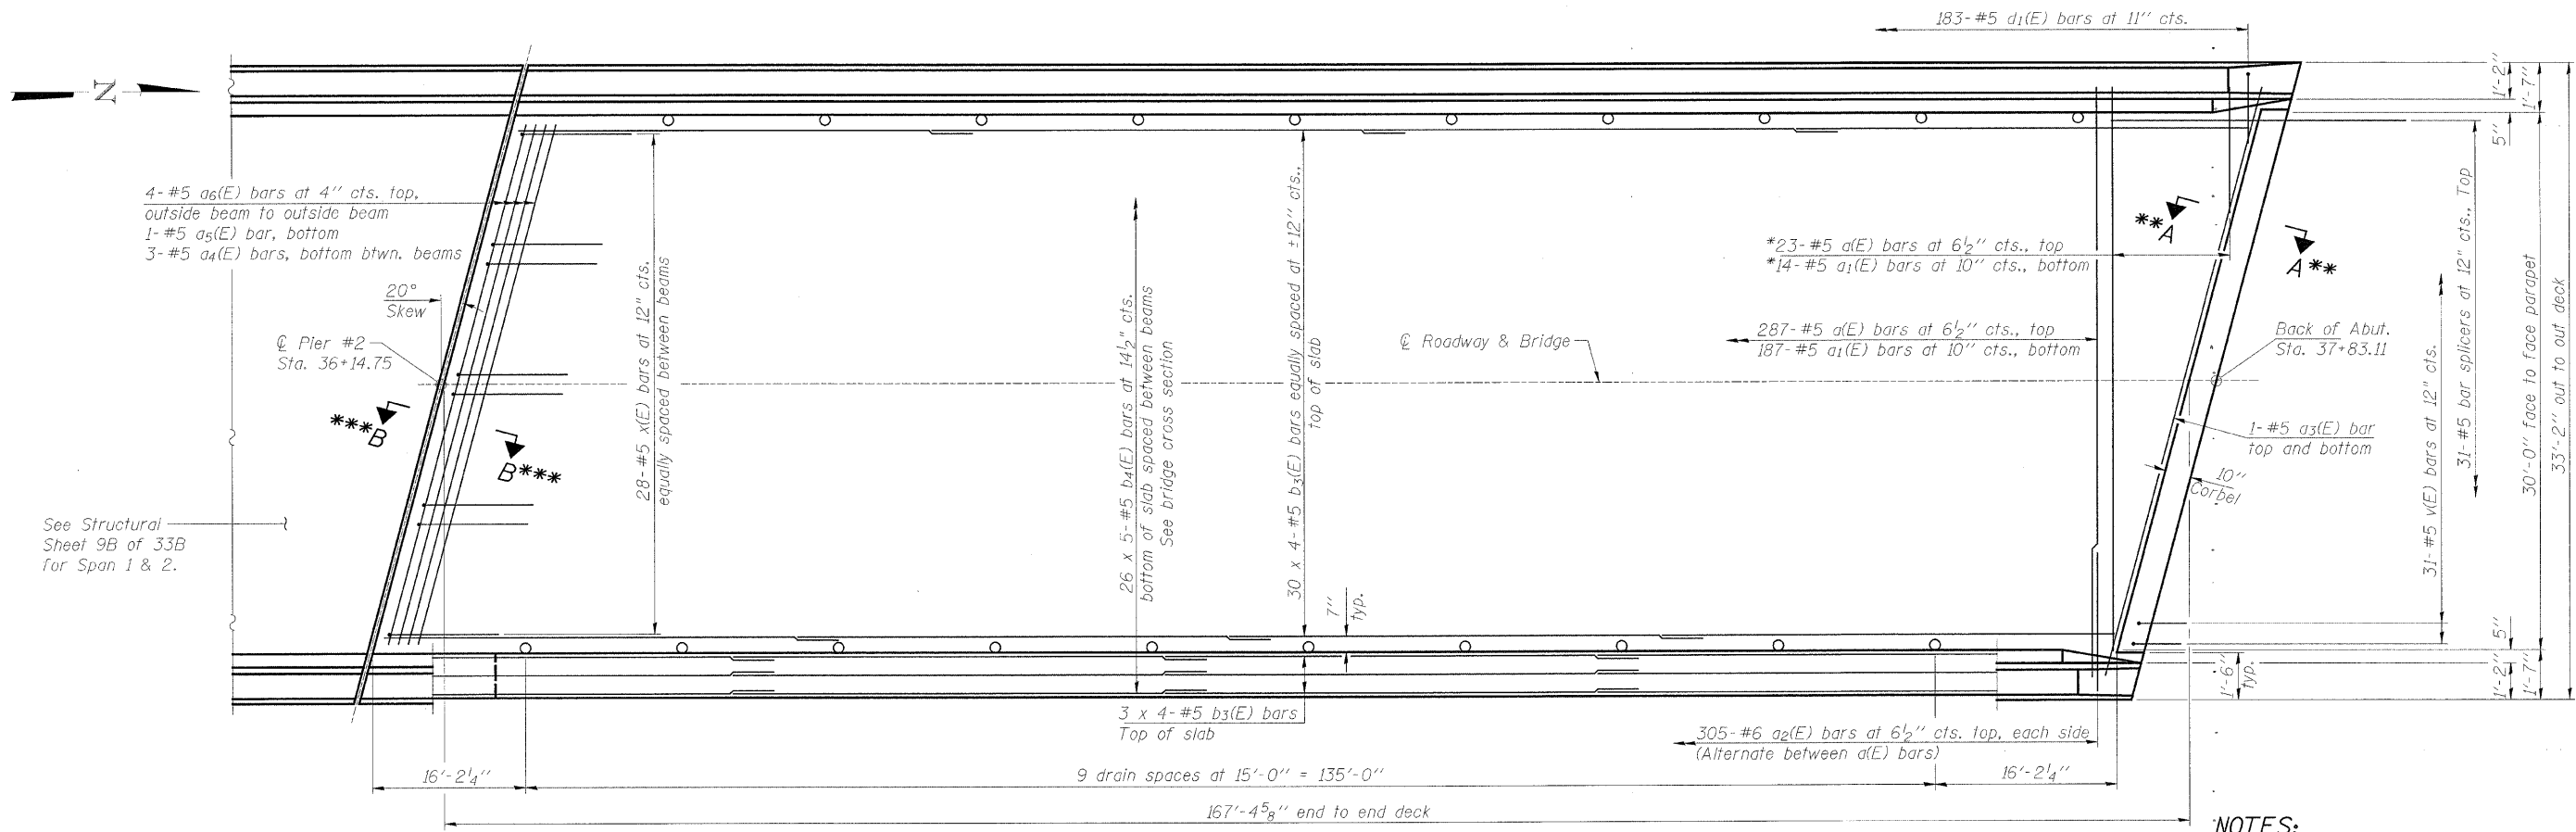 183-#5 d1(E) bars at 11" cts.
N
1'-2"
1'-7"
5"
4-#5 a6(E) bars at 4" cts. top,
outside beam to outside beam
1-#5 a5(E) bar, bottom
3-#5 a4(E) bars, bottom btwn. beams
20°
Skew
℄ Pier #2
Sta. 36+14.75
***B
B***
See Structural
Sheet 9B of 33B
for Span 1 & 2.
28-#5 x(E) bars at 12" cts.
equally spaced between beams
26 x 5-#5 b4(E) bars at 14½" cts.
bottom of slab spaced between beams
See bridge cross section
30 x 4-#5 b3(E) bars equally spaced at ±12" cts.,
top of slab
7"
typ.
℄ Roadway & Bridge
**A
A**
*23-#5 a(E) bars at 6½" cts., top
*14-#5 a1(E) bars at 10" cts., bottom
287-#5 a(E) bars at 6½" cts., top
187-#5 a1(E) bars at 10" cts., bottom
Back of Abut.
Sta. 37+83.11
1-#5 a3(E) bar
top and bottom
10"
Corbel
31-#5 v(E) bars at 12" cts.
31-#5 bar splicers at 12" cts., Top
30'-0" face to face parapet
33'-2" out to out deck
5"
1'-6"
typ.
1'-2"
1'-7"
3 x 4-#5 b3(E) bars
Top of slab
305-#6 a2(E) bars at 6½" cts. top, each side
(Alternate between a(E) bars)
16'-2¼"
9 drain spaces at 15'-0" = 135'-0"
16'-2¼"
167'-4⅝" end to end deck
NOTES: